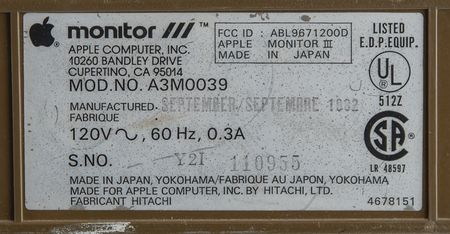 monitor ///
APPLE COMPUTER, INC.
10260 BANDLEY DRIVE
CUPERTINO, CA 95014
MOD.NO. A3M0039
FCC ID : ABL9671200D
APPLE MONITOR III
MADE IN JAPAN
LISTED
E.D.P. EQUIP.
UL
512Z
MANUFACTURED SEPTEMBER/SEPTEMBRE 1982
FABRIQUE
120V~, 60 Hz, 0.3A
SA
LR 48597
S.NO. Y2I 110955
MADE IN JAPAN, YOKOHAMA/FABRIQUE AU JAPON, YOKOHAMA
MADE FOR APPLE COMPUTER, INC. BY HITACHI, LTD.
FABRICANT HITACHI
4678151